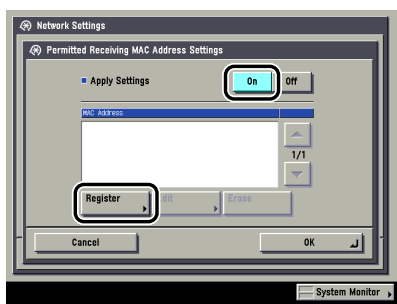 Network Settings
Permitted Receiving MAC Address Settings
Apply Settings
On
Off
MAC Address
1/1
Register
dit
Erase
Cancel
OK
System Monitor